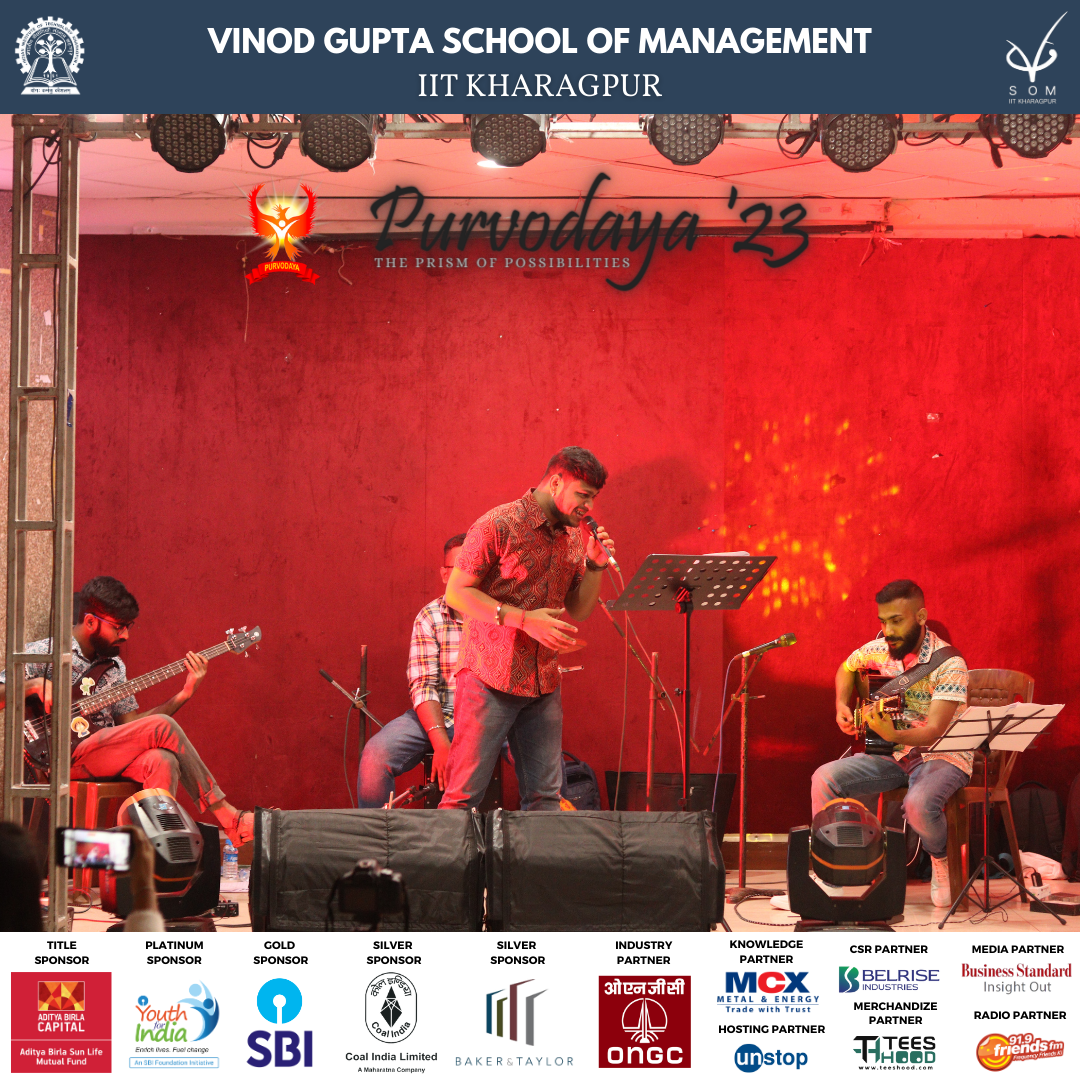 VINOD GUPTA SCHOOL OF MANAGEMENT
IIT KHARAGPUR
SOM
IIT KHARAGPUR
Purvodaya '23
THE PRISM OF POSSIBILITIES
PURVODAYA
TITLE
SPONSOR
ADITYA BIRLA
CAPITAL
Aditya Birla Sun Life
Mutual Fund
PLATINUM
SPONSOR
Youth
for
India
Enrich lives. Fuel change
An SBI Foundation Initiative
GOLD
SPONSOR
SBI
SILVER
SPONSOR
कोल इण्डिया
Coal India
Coal India Limited
A Maharatna Company
SILVER
SPONSOR
BAKER & TAYLOR
INDUSTRY
PARTNER
ओएनजीसी
ONGC
KNOWLEDGE
PARTNER
MCX
METAL & ENERGY
Trade with Trust
HOSTING PARTNER
unstop
CSR PARTNER
BELRISE
INDUSTRIES
MERCHANDIZE
PARTNER
TEES
HOOD
www.teeshood.com
MEDIA PARTNER
Business Standard
Insight Out
RADIO PARTNER
91.9
friends fm
Frequency Friends Ki